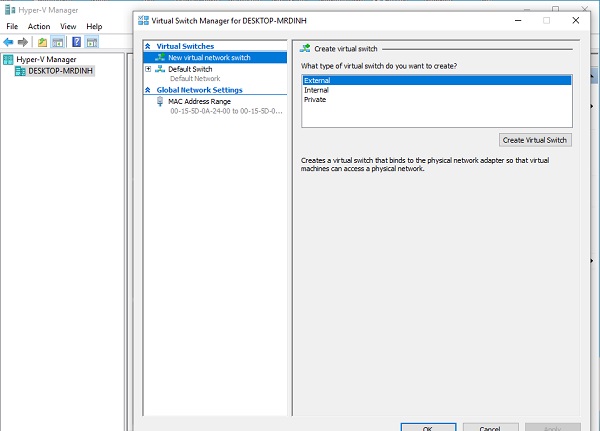 Hyper-V Manager
File Action View Help
Hyper-V Manager
DESKTOP-MRDINH
Virtual Switch Manager for DESKTOP-MRDINH
Virtual Switches
New virtual network switch
Default Switch
Default Network
Global Network Settings
MAC Address Range
00-15-5D-0A-24-00 to 00-15-5D-0...
Create virtual switch
What type of virtual switch do you want to create?
External
Internal
Private
Create Virtual Switch
Creates a virtual switch that binds to the physical network adapter so that virtual
machines can access a physical network.
OK Cancel Apply